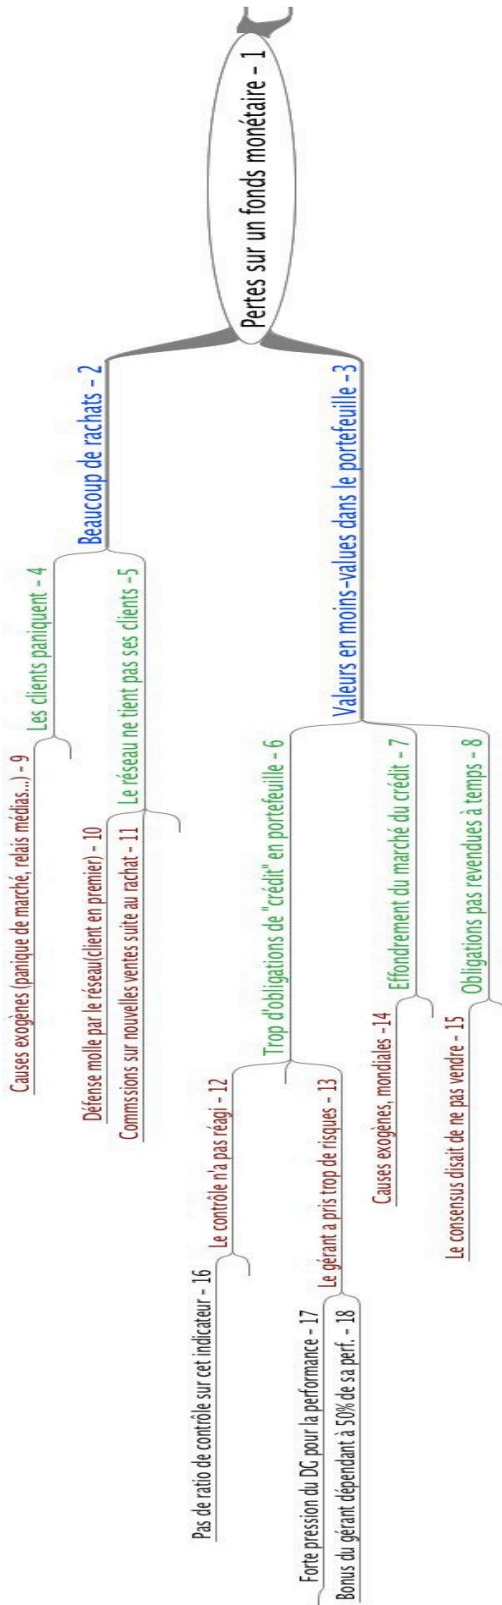 Pertes sur un fonds monétaire - 1
Beaucoup de rachats - 2
Valeurs en moins-values dans le portefeuille - 3
Les clients paniquent - 4
Le réseau ne tient pas ses clients -5
Trop d'obligations de "crédit" en portefeuille - 6
Effondrement du marché du crédit - 7
Obligations pas revendues à temps - 8
Causes exogènes (panique de marché, relais médias...) - 9
Défense molle par le réseau(client en premier) - 10
Commssions sur nouvelles ventes suite au rachat - 11
Le contrôle n'a pas réagi - 12
Le gérant a pris trop de risques - 13
Causes exogènes, mondiales -14
Le consensus disait de ne pas vendre - 15
Pas de ratio de contrôle sur cet indicateur - 16
Forte pression du DG pour la performance - 17
Bonus du gérant dépendant à 50% de sa perf. - 18